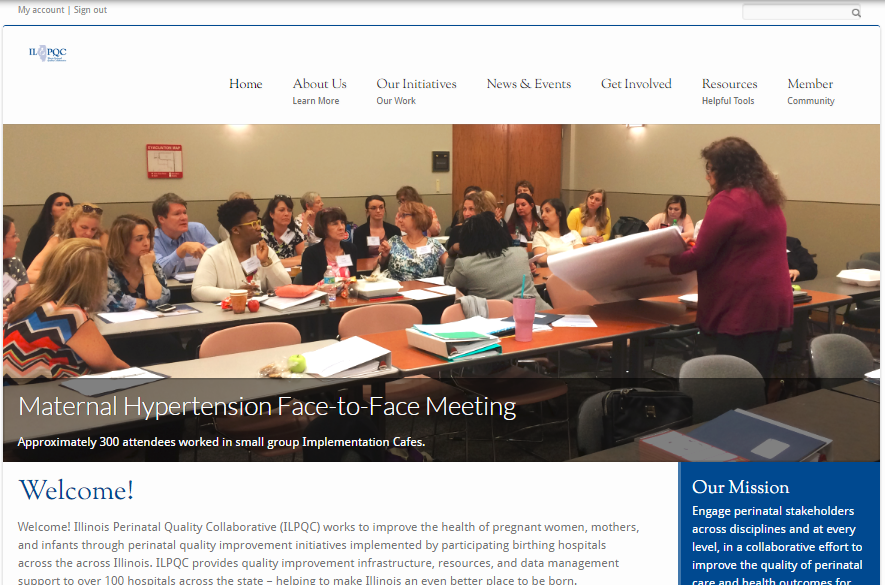 My account | Sign out
IL PQC
Home About Us Our Initiatives News & Events Get Involved Resources Member
Learn More Our Work Helpful Tools Community
EVACUATION MAP
Maternal Hypertension Face-to-Face Meeting
Approximately 300 attendees worked in small group Implementation Cafes.
Welcome!
Welcome! Illinois Perinatal Quality Collaborative (ILPQC) works to improve the health of pregnant women, mothers,
and infants through perinatal quality improvement initiatives implemented by participating birthing hospitals
across the across Illinois. ILPQC provides quality improvement infrastructure, resources, and data management
support to over 100 hospitals across the state – helping to make Illinois an even better place to be born.
Our Mission
Engage perinatal stakeholders
across disciplines and at every
level, in a collaborative effort to
improve the quality of perinatal
care and health outcomes for